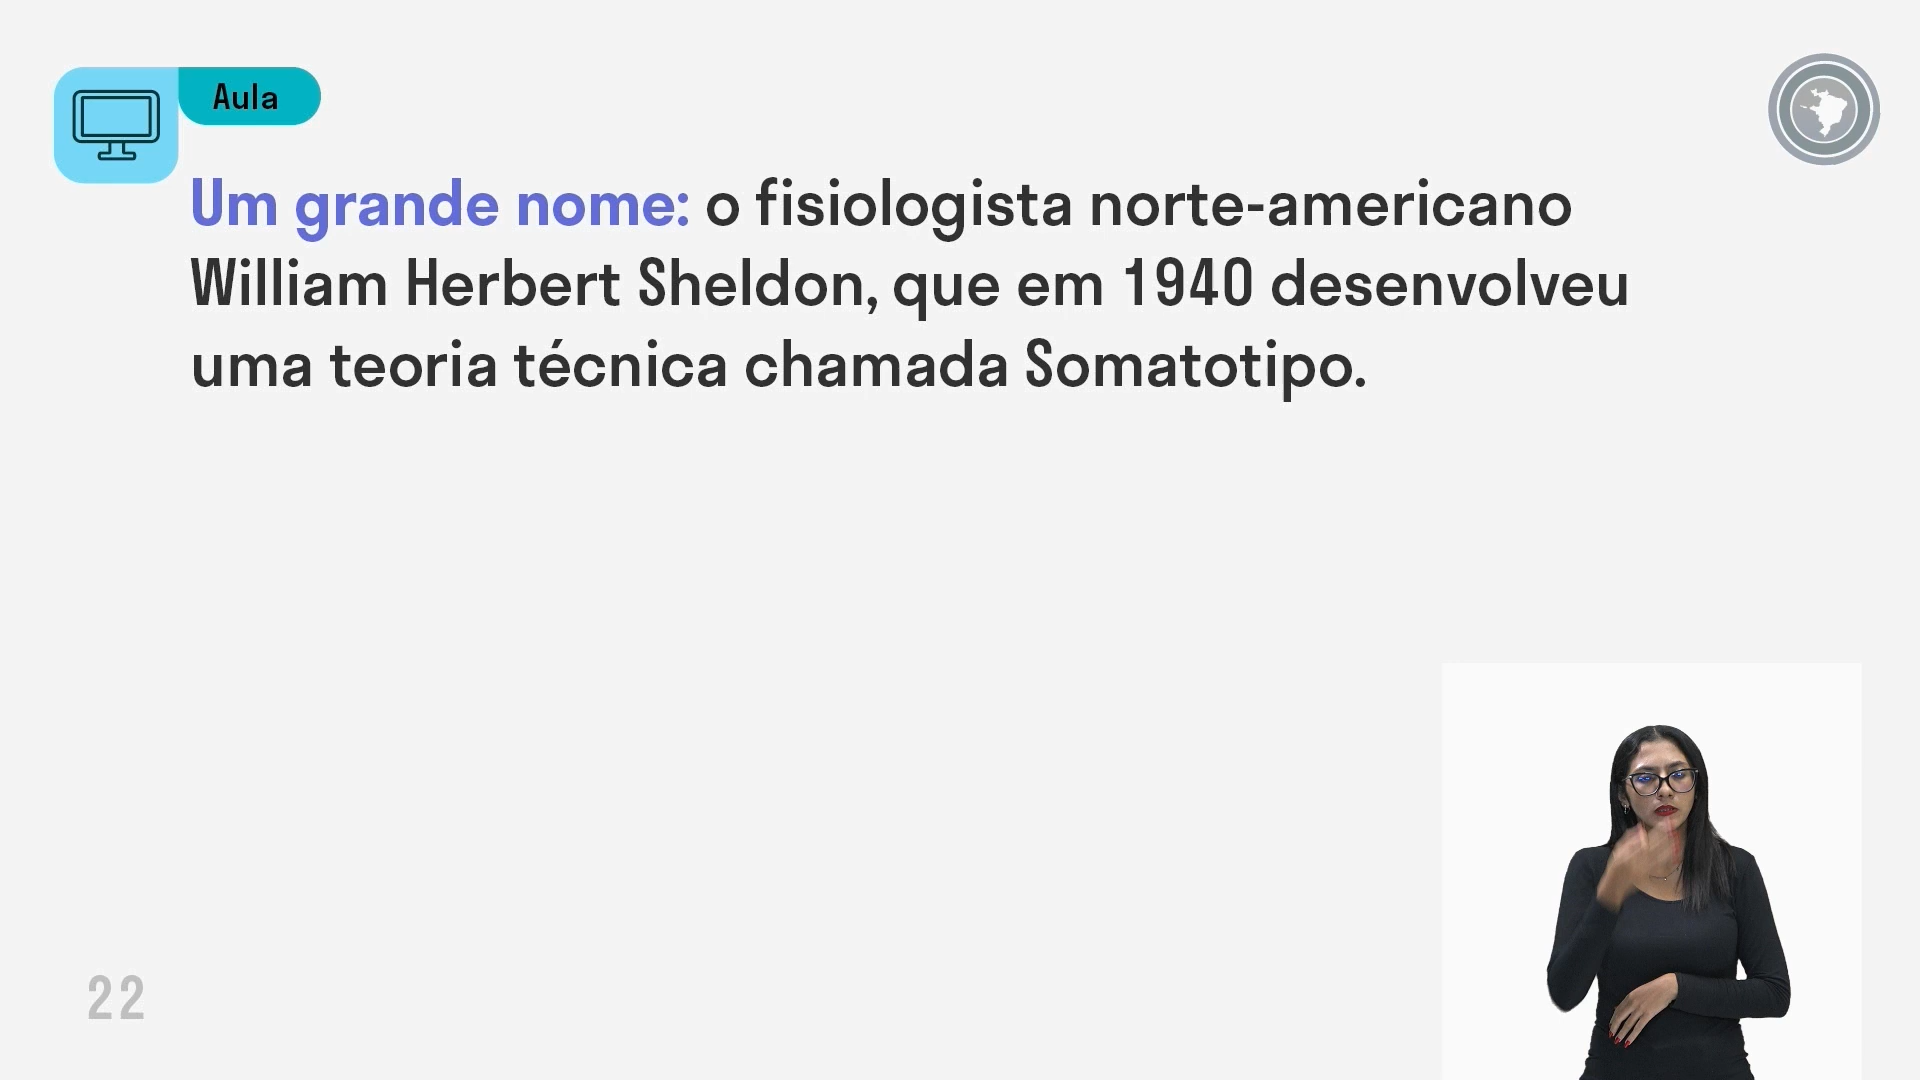 Aula
Um grande nome: o fisiologista norte-americano
William Herbert Sheldon, que em 1940 desenvolveu
uma teoria técnica chamada Somatotipo.
22